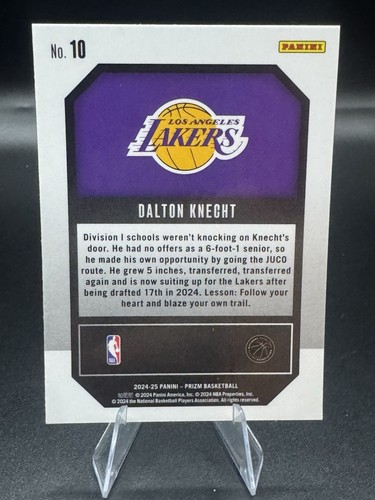 No. 10
PANINI
LOS ANGELES
LAKERS
DALTON KNECHT
Division I schools weren't knocking on Knecht's
door. He had no offers as a 6-foot-1 senior, so
he made his own opportunity by going the JUCO
route. He grew 5 inches, transferred, transferred
again and is now suiting up for the Lakers after
being drafted 17th in 2024. Lesson: Follow your
heart and blaze your own trail.
NBA
2024-25 PANINI – PRIZM BASKETBALL
© 2024 Panini America, Inc. © 2024 NBA Properties, Inc.
© 2024 the National Basketball Players Association. All rights reserved.